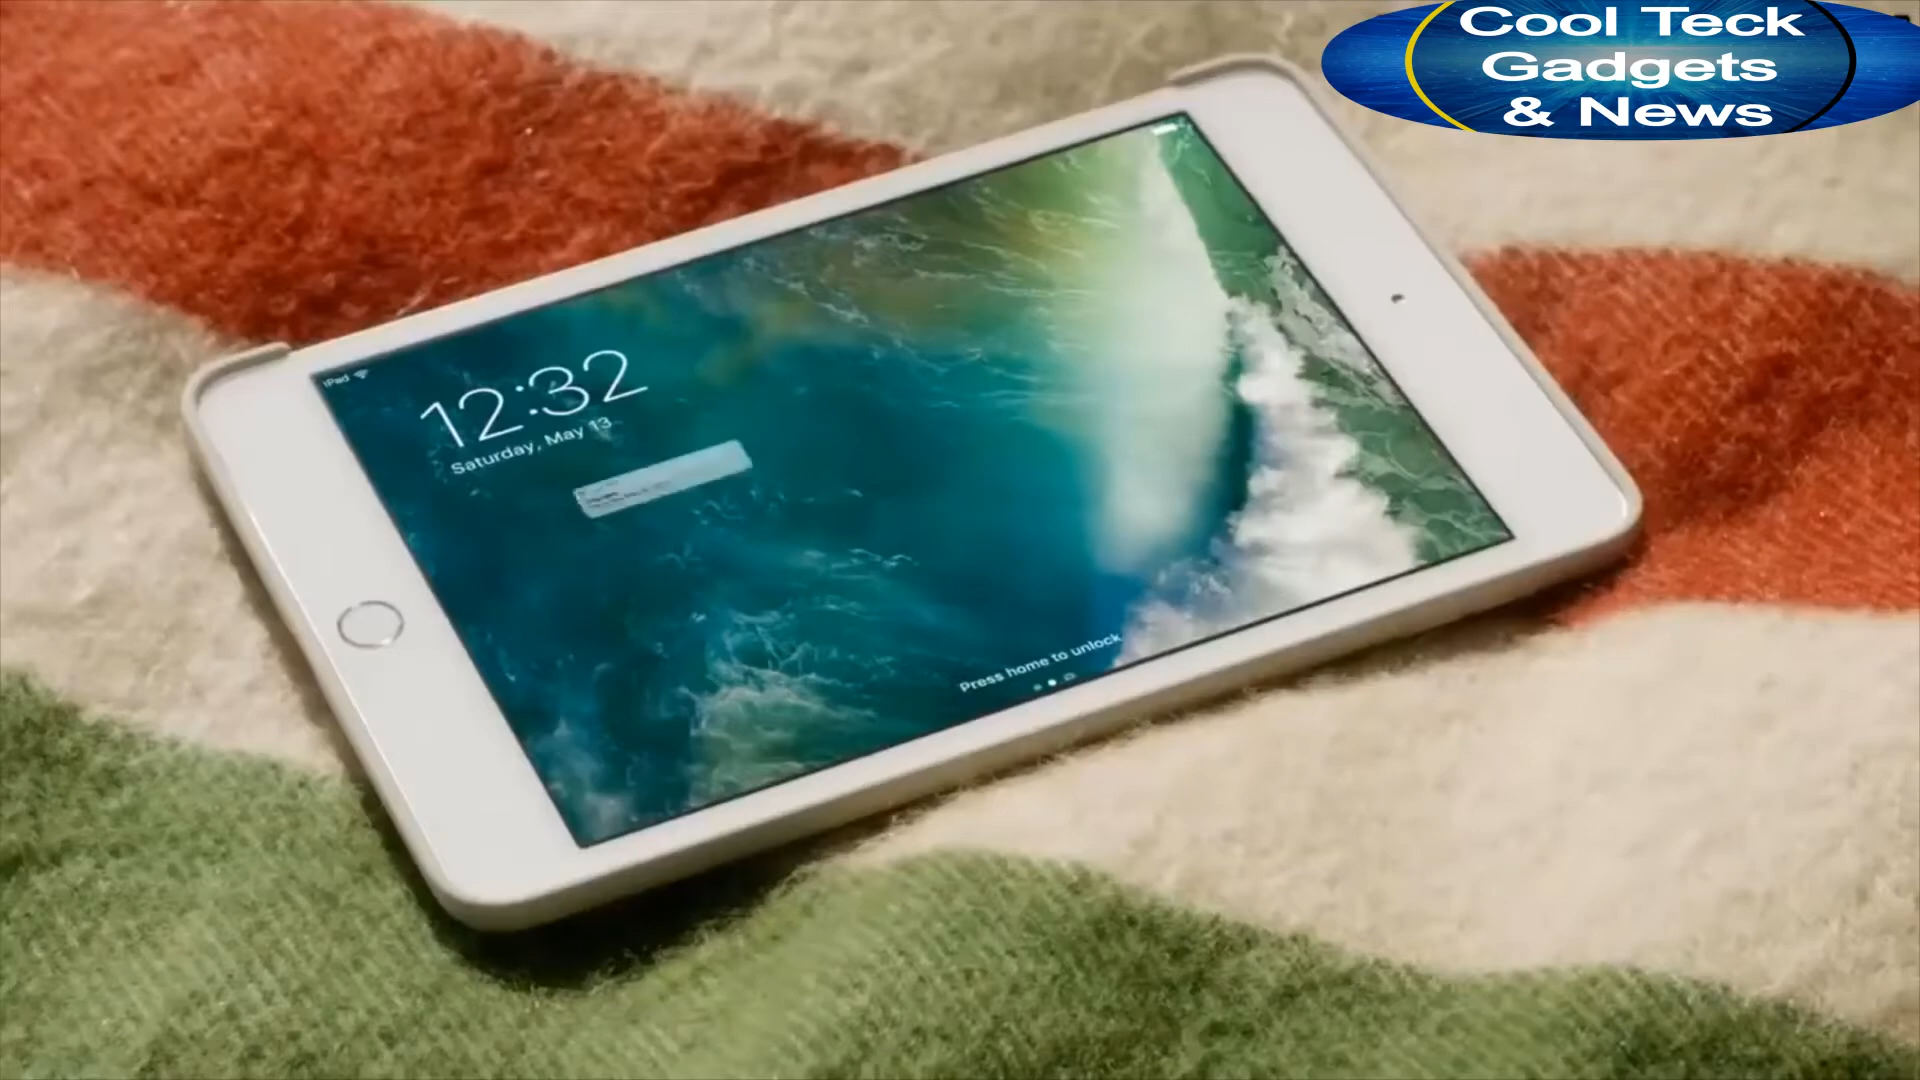 Cool Teck
Gadgets
& News
iPad
12:32
Saturday, May 13
Press home to unlock